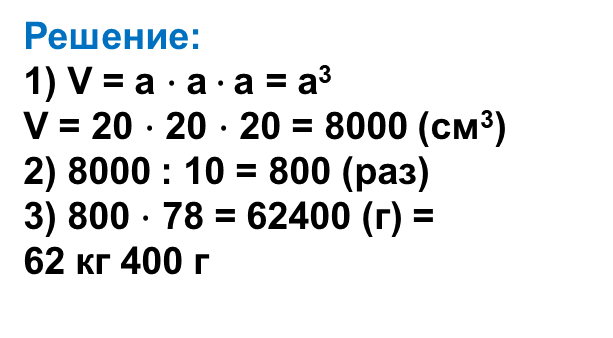 Решение:
1) V = а · а · а = а³
V = 20 · 20 · 20 = 8000 (см³)
2) 8000 : 10 = 800 (раз)
3) 800 · 78 = 62400 (г) =
62 кг 400 г